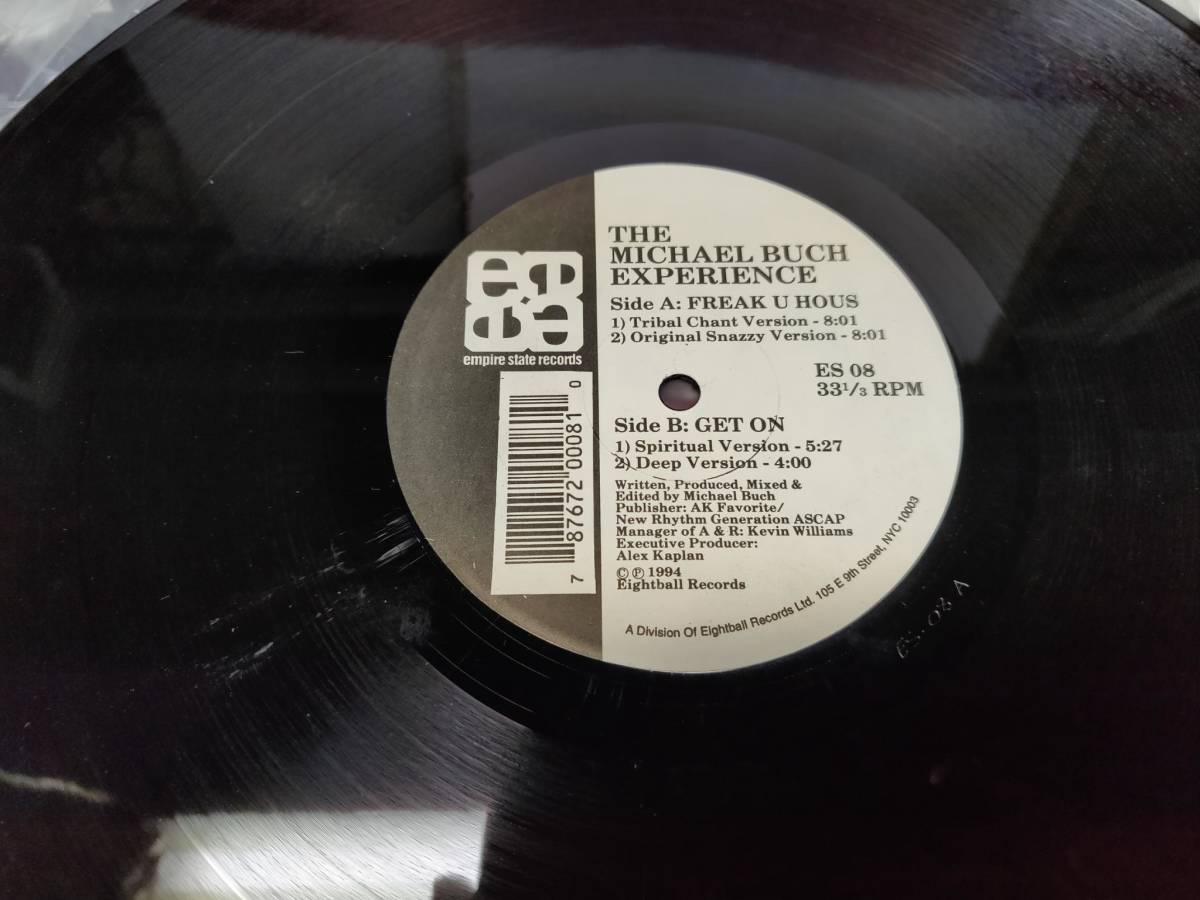 THE
MICHAEL BUCH
EXPERIENCE
Side A: FREAK U HOUS
1) Tribal Chant Version - 8:01
2) Original Snazzy Version - 8:01
ES 08
33 1/3 RPM
empire state records
7 87672 00081 0
Side B: GET ON
1) Spiritual Version - 5:27
2) Deep Version - 4:00
Written, Produced, Mixed &
Edited by Michael Buch
Publisher: AK Favorite/
New Rhythm Generation ASCAP
Manager of A & R: Kevin Williams
Executive Producer:
Alex Kaplan
© ℗ 1994
Eightball Records
A Division Of Eightball Records Ltd. 105 E 9th Street, NYC 10003
ES-08 A